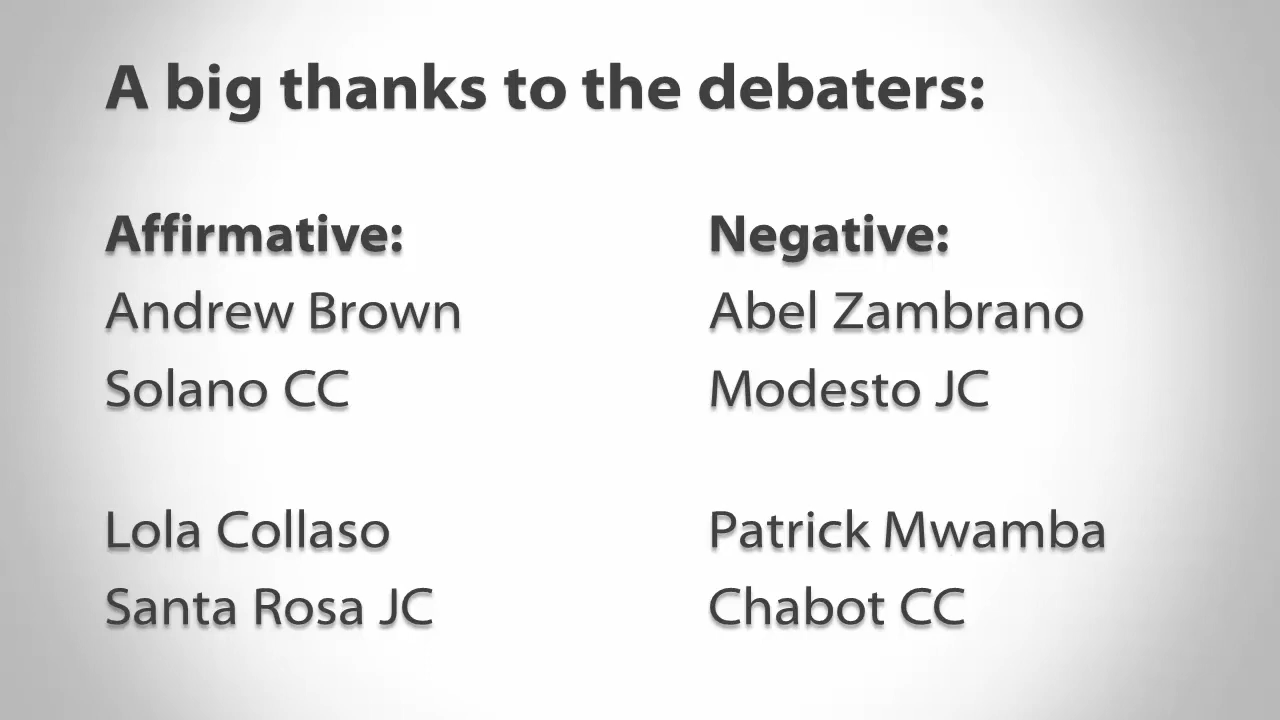 A big thanks to the debaters:
Affirmative:
Andrew Brown
Solano CC
Lola Collaso
Santa Rosa JC
Negative:
Abel Zambrano
Modesto JC
Patrick Mwamba
Chabot CC